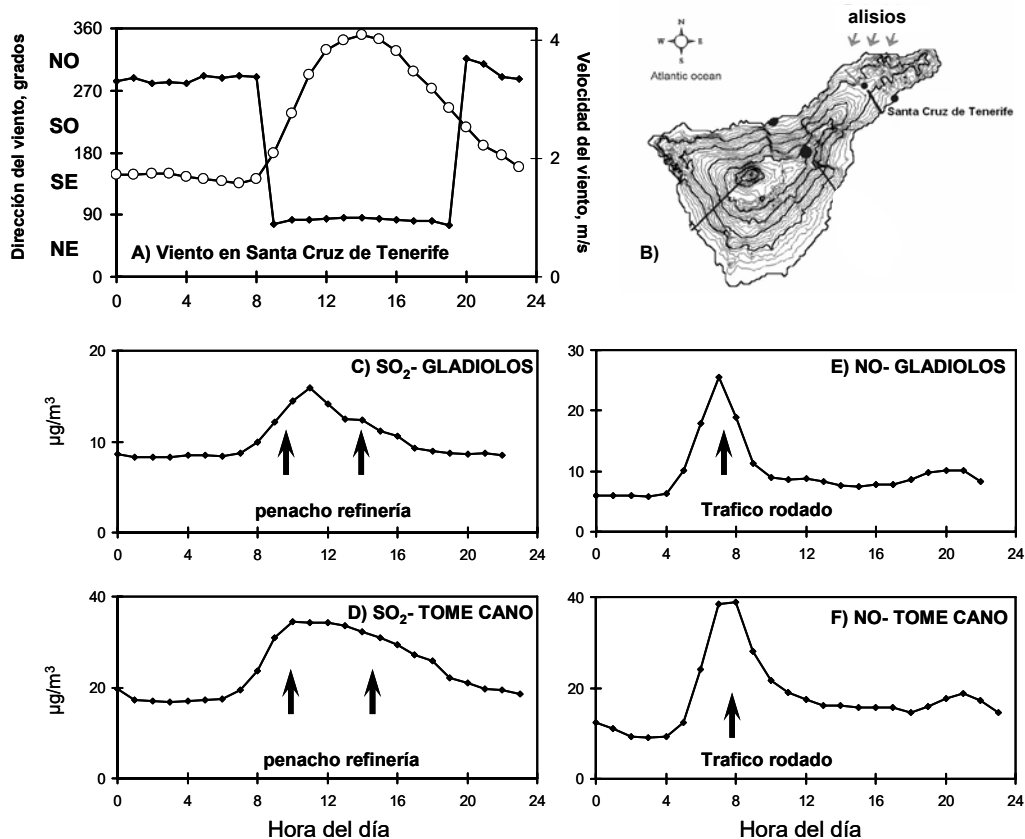 360
270
180
90
0
NO
SO
SE
NE
Dirección del viento, grados
4
2
0
Velocidad del viento, m/s
A) Viento en Santa Cruz de Tenerife
0 4 8 12 16 20 24
alisios
N
W E
S
Atlantic ocean
Santa Cruz de Tenerife
B)
20
10
0
µg/m³
C) SO₂- GLADIOLOS
penacho refinería
0 4 8 12 16 20 24
30
20
10
0
E) NO- GLADIOLOS
Trafico rodado
0 4 8 12 16 20 24
40
20
0
µg/m³
D) SO₂- TOME CANO
penacho refinería
0 4 8 12 16 20 24
Hora del día
40
30
20
10
0
F) NO- TOME CANO
Trafico rodado
0 4 8 12 16 20 24
Hora del día